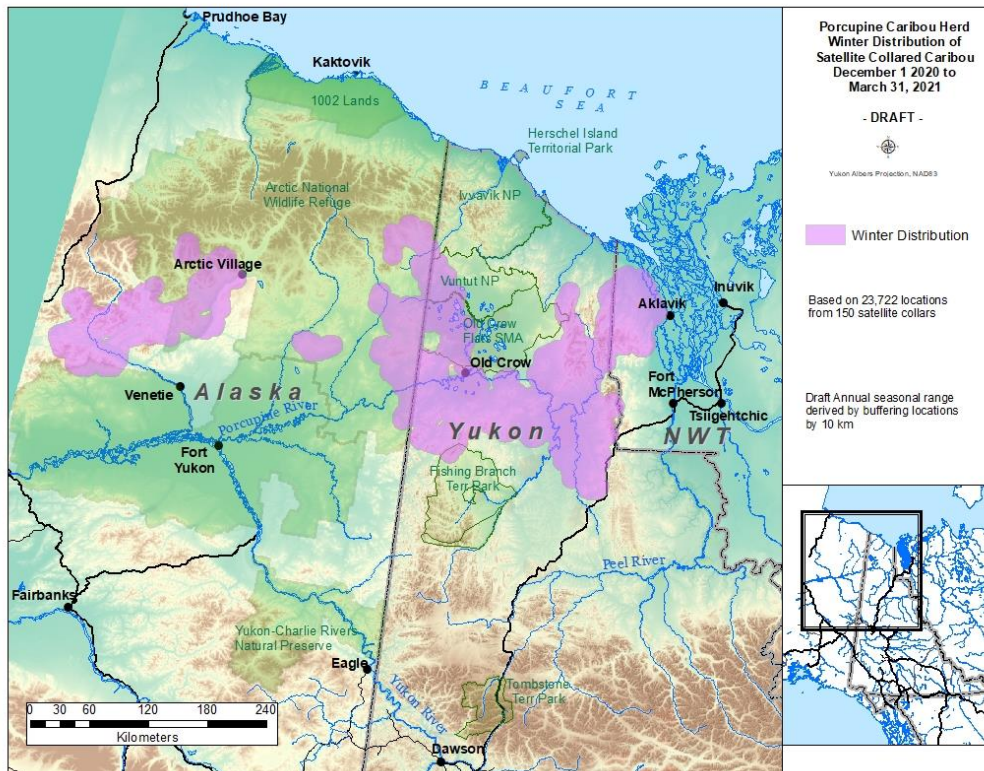 Prudhoe Bay
Kaktovik
1002 Lands
BEAUFORT
SEA
Herschel Island
Territorial Park
Arctic National
Wildlife Refuge
Ivvavik NP
Arctic Village
Vuntut NP
Old Crow
Flats SMA
Old Crow
Aklavik
Inuvik
Venetie
Alaska
Porcupine River
Fort
McPherson
Tsiigehtchic
Fort
Yukon
Yukon
NWT
Fishing Branch
Terr Park
Peel River
Fairbanks
Yukon-Charlie Rivers
Natural Preserve
Eagle
Yukon River
Tombstone
Terr Park
Dawson
0 30 60 120 180 240
Kilometers
Porcupine Caribou Herd
Winter Distribution of
Satellite Collared Caribou
December 1 2020 to
March 31, 2021
- DRAFT -
Yukon Albers Projection, NAD83
Winter Distribution
Based on 23,722 locations
from 150 satellite collars
Draft Annual seasonal range
derived by buffering locations
by 10 km